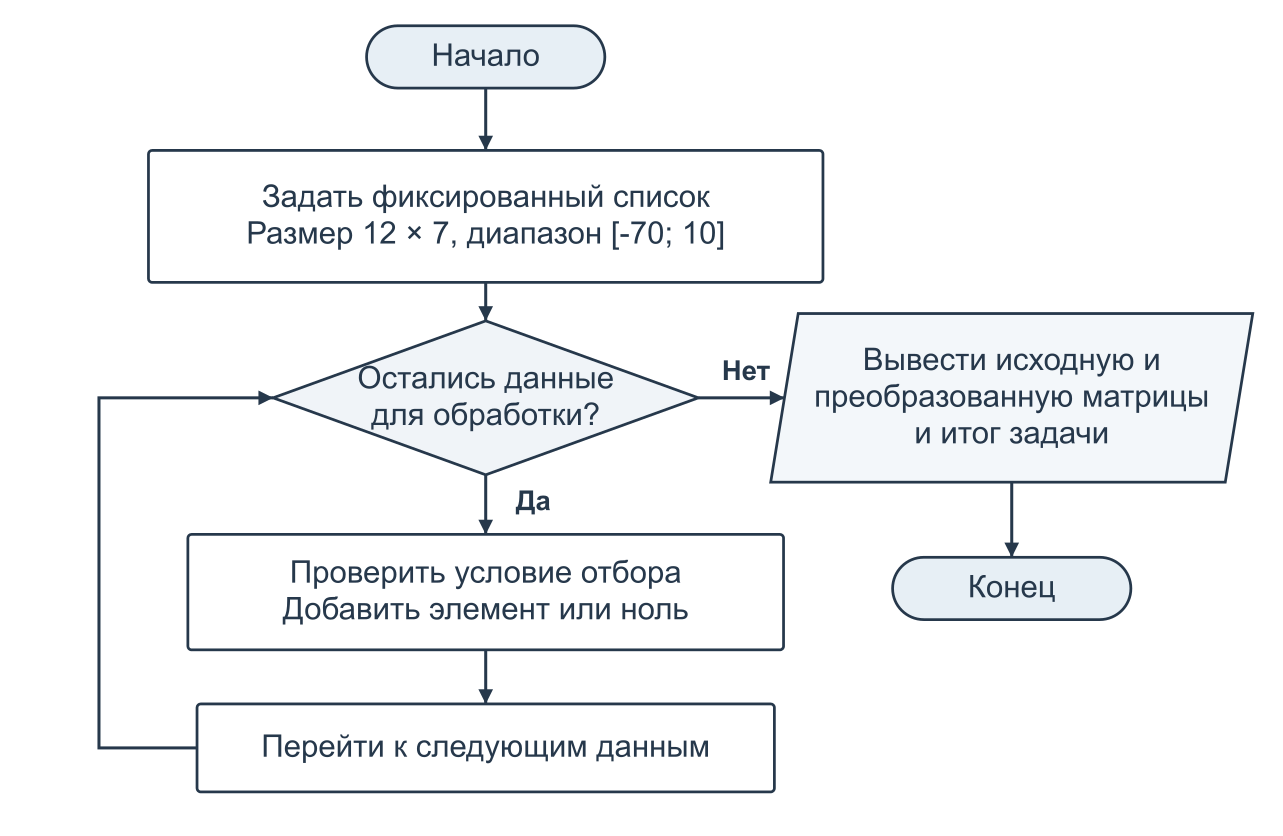 Начало
Задать фиксированный список
Размер 12 × 7, диапазон [-70; 10]
Остались данные
для обработки?
Нет
Вывести исходную и
преобразованную матрицы
и итог задачи
Да
Проверить условие отбора
Добавить элемент или ноль
Конец
Перейти к следующим данным